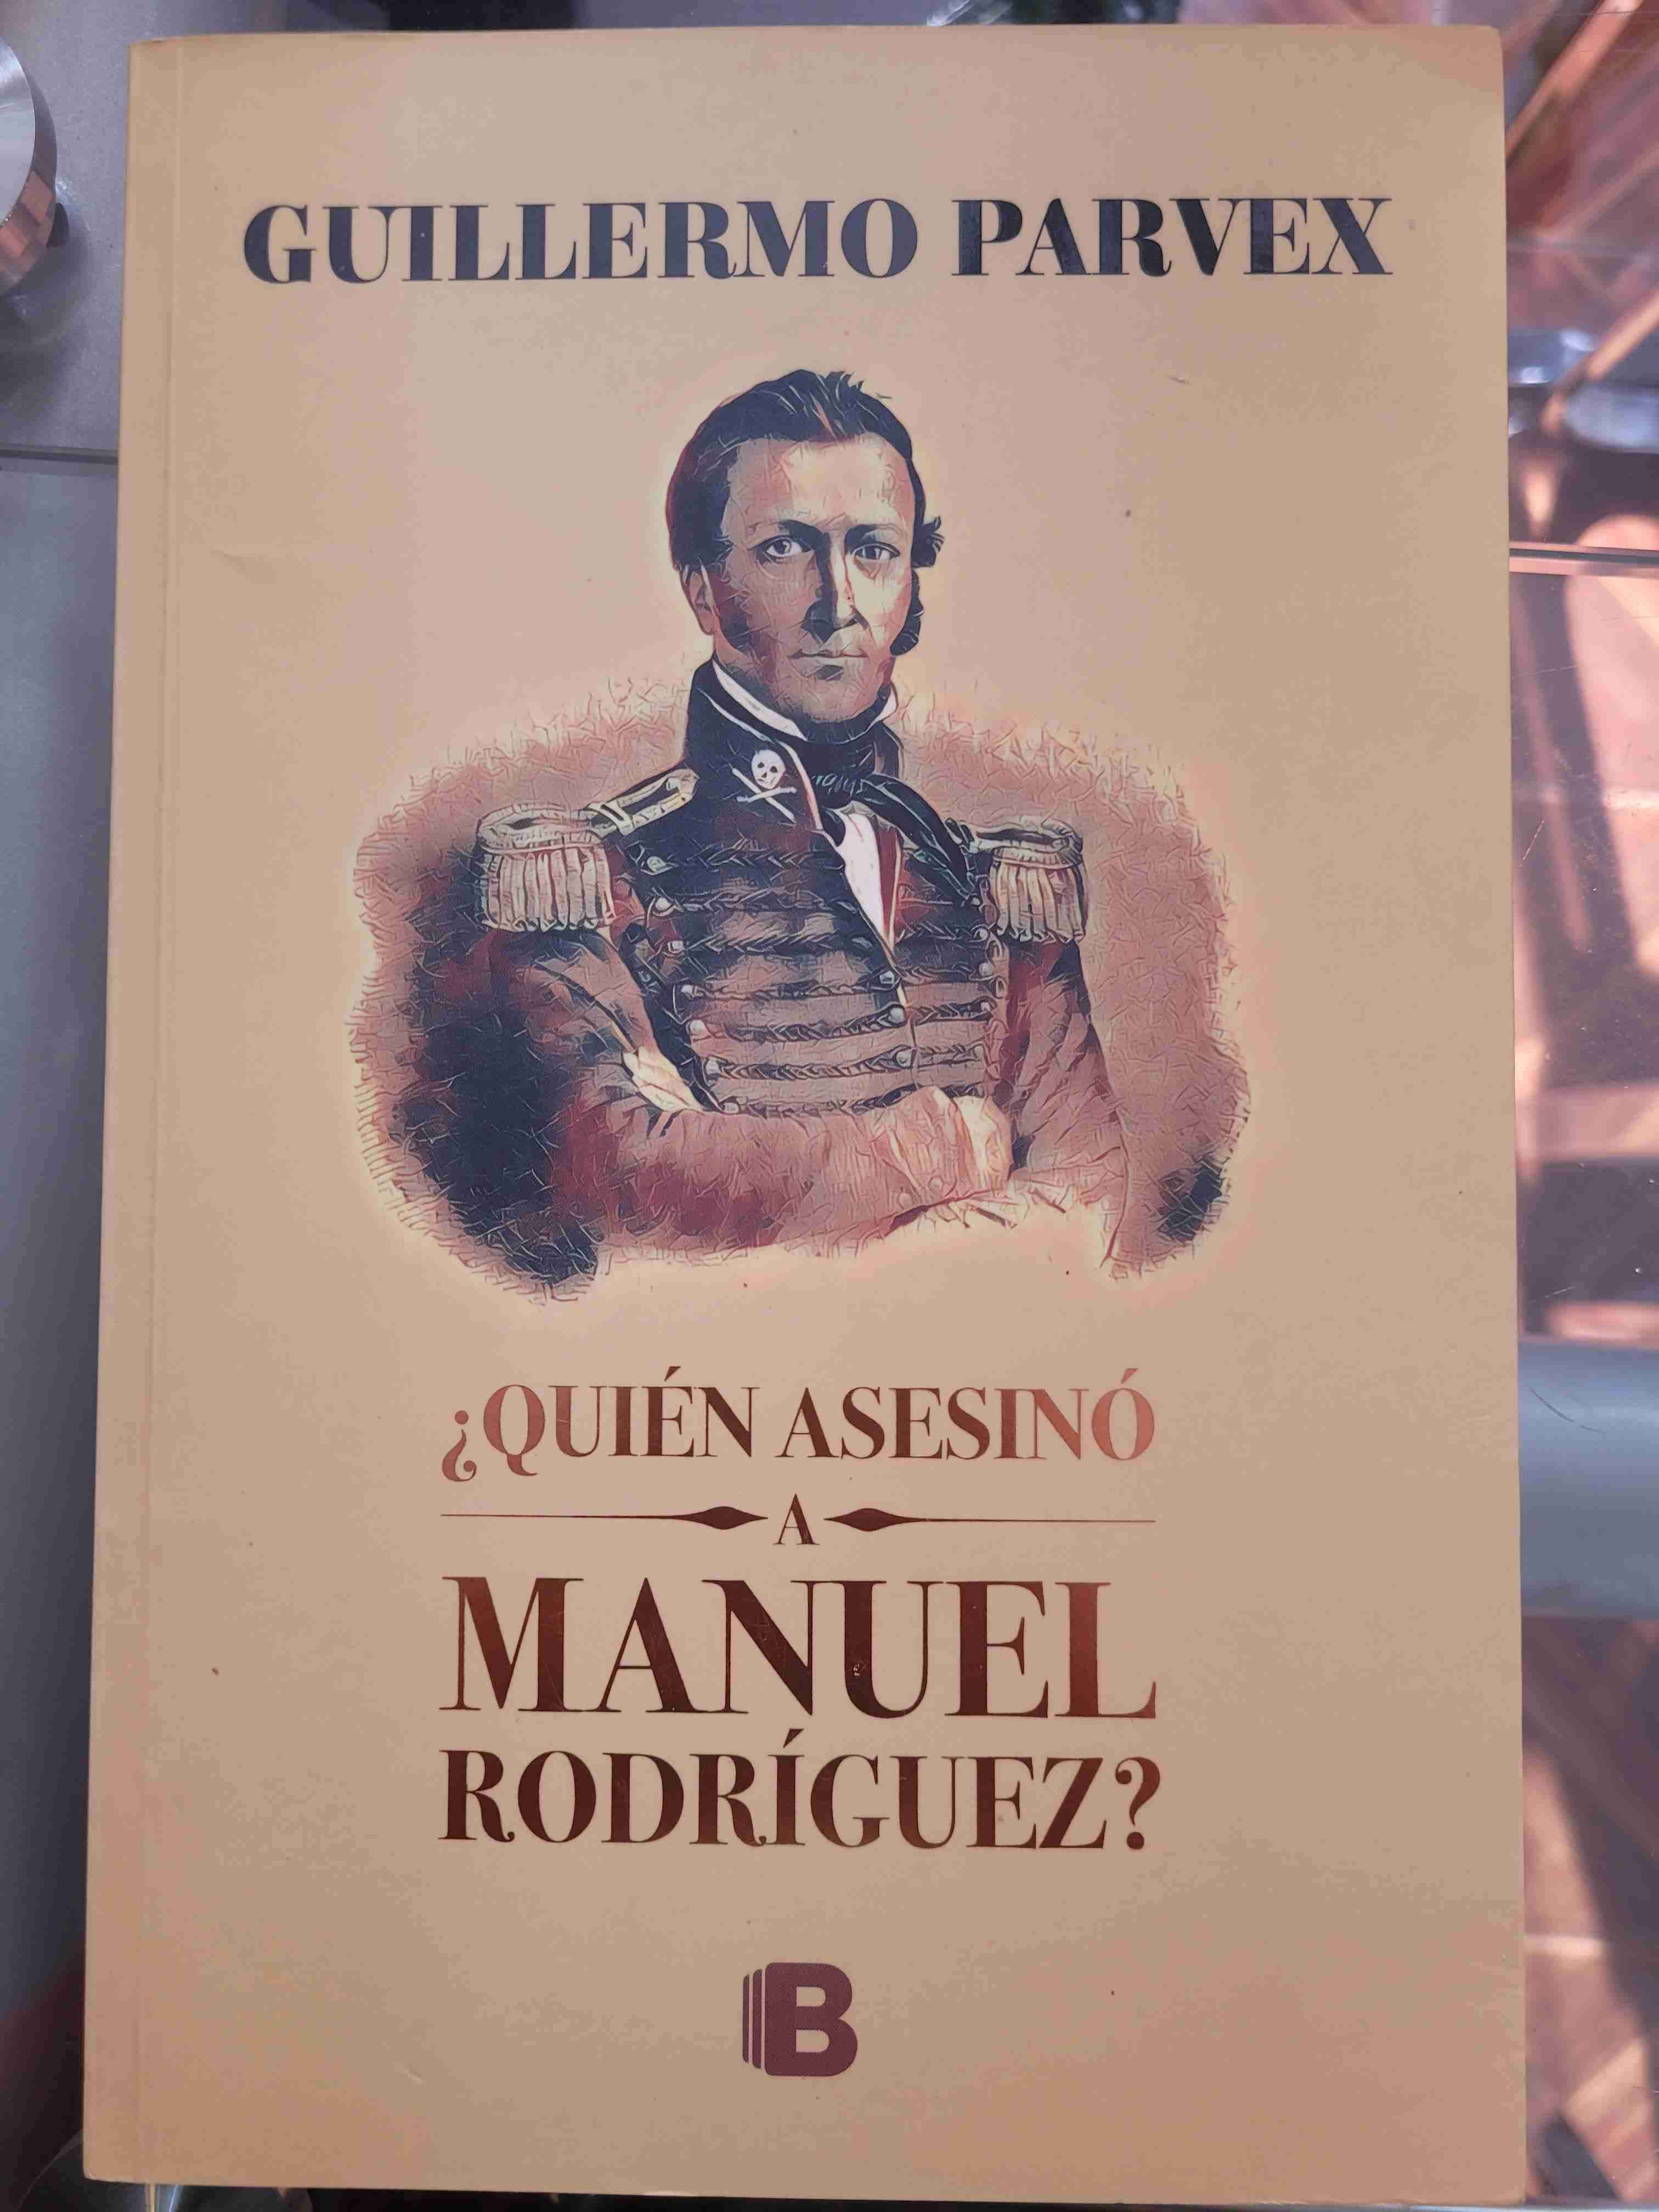 GUILLERMO PARVEX
¿QUIÉN ASESINÓ
A
MANUEL
RODRÍGUEZ?
B